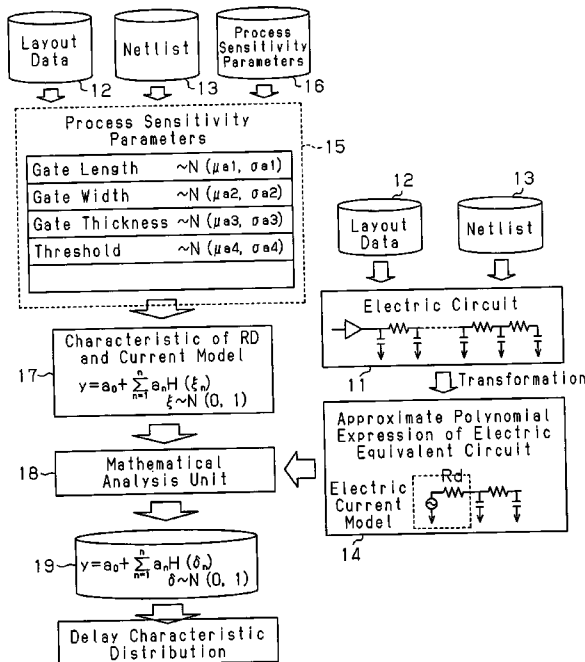 Layout
Data
12
Netlist
13
Process
Sensitivity
Parameters
16
Process Sensitivity
Parameters
15
Gate Length ~N (μa1, σa1)
Gate Width ~N (μa2, σa2)
Gate Thickness ~N (μa3, σa3)
Threshold ~N (μa4, σa4)
12
Layout
Data
13
Netlist
Electric Circuit
11
Transformation
17
Characteristic of RD
and Current Model
y=a₀+ n∑n=1 aₙH (ξₙ)
ξ~N (0, 1)
Approximate Polynomial
Expression of Electric
Equivalent Circuit
Rd
Electric
Current
Model
14
18
Mathematical
Analysis Unit
19
y=a₀+ n∑n=1 aₙH (δₙ)
δ~N (0, 1)
Delay Characteristic
Distribution